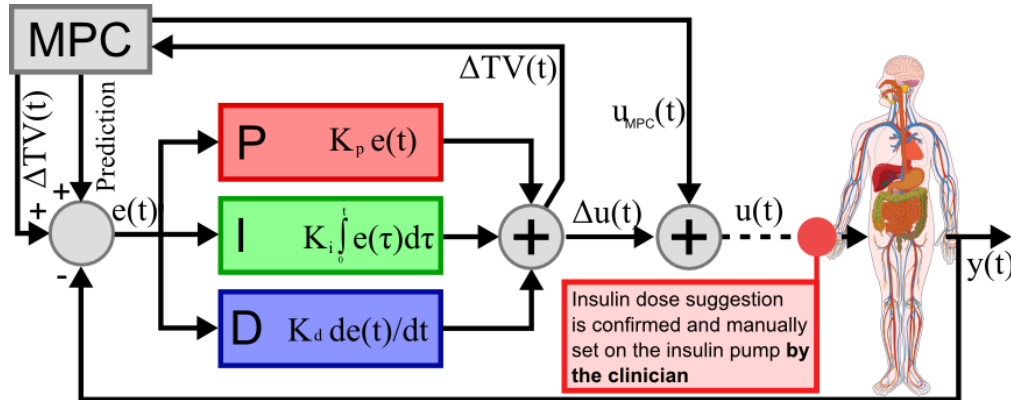 MPC
ΔTV(t)
u_MPC(t)
ΔTV(t)
Prediction
P K_p e(t)
+
+
e(t)
I K_i ∫_0^t e(τ)dτ
+
Δu(t)
+
u(t)
y(t)
-
D K_d de(t)/dt
Insulin dose suggestion
is confirmed and manually
set on the insulin pump by
the clinician